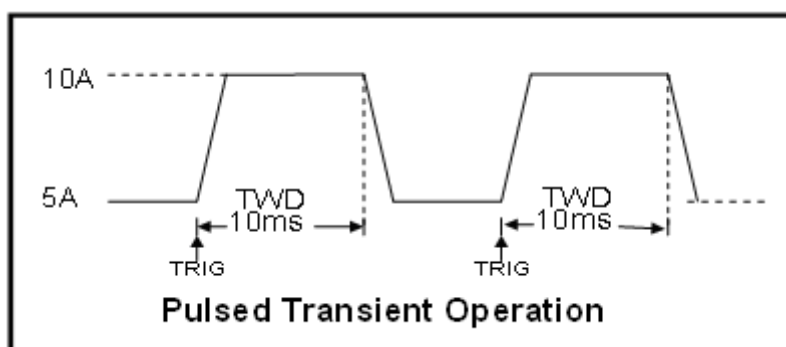 10A
5A
TWD
10ms
TRIG
TWD
10ms
TRIG
Pulsed Transient Operation